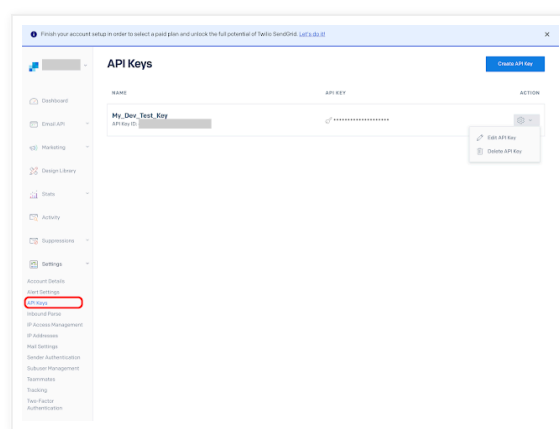 Finish your account setup in order to select a paid plan and unlock the full potential of Twilio SendGrid. Let's do it!
API Keys
Create API Key
NAME API KEY ACTION
My_Dev_Test_Key
API Key ID:
********************
Edit API Key
Delete API Key
Dashboard
Email API
Marketing
Design Library
Stats
Activity
Suppressions
Settings
Account Details
Alert Settings
API Keys
Inbound Parse
IP Access Management
IP Addresses
Mail Settings
Sender Authentication
Subuser Management
Teammates
Tracking
Two-Factor
Authentication